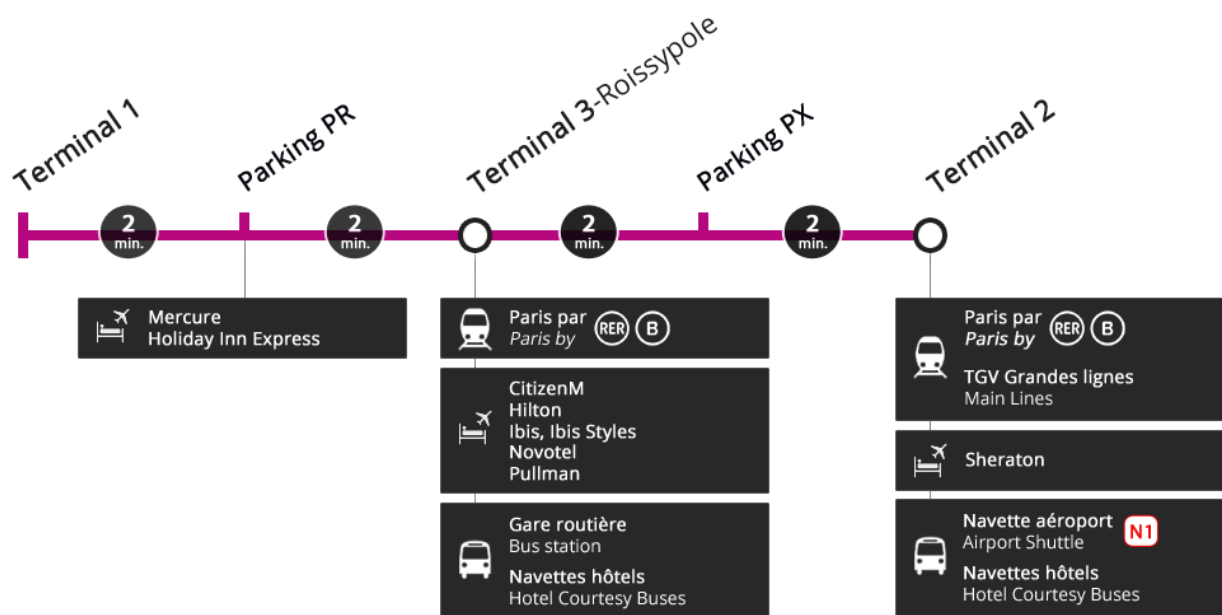 Terminal 1
Parking PR
Terminal 3-Roissypole
Parking PX
Terminal 2
2
min.
2
min.
2
min.
2
min.
Mercure
Holiday Inn Express
Paris par
Paris by
RER B
CitizenM
Hilton
Ibis, Ibis Styles
Novotel
Pullman
Gare routière
Bus station
Navettes hôtels
Hotel Courtesy Buses
Paris par
Paris by
RER B
TGV Grandes lignes
Main Lines
Sheraton
Navette aéroport
Airport Shuttle
N1
Navettes hôtels
Hotel Courtesy Buses